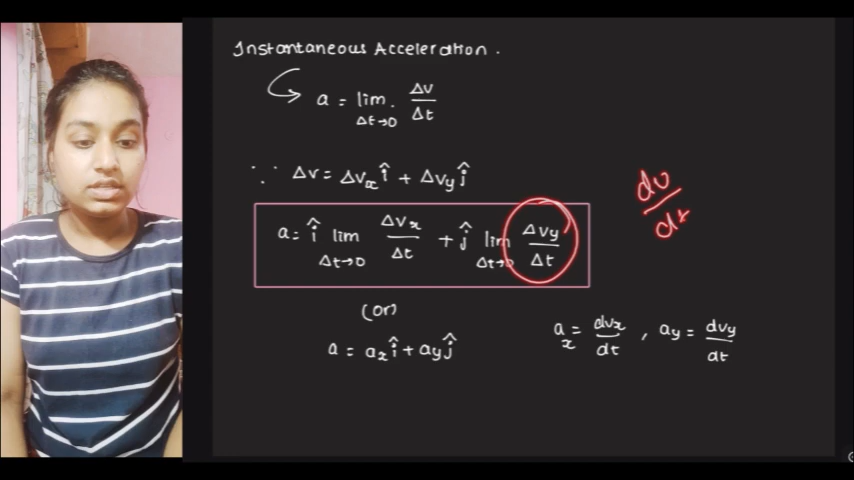 Instantaneous Acceleration.
a = lim Δt→0 Δv/Δt
∵ Δv = Δvₓ î + Δvy ĵ
a = î lim Δt→0 Δvₓ/Δt + ĵ lim Δt→0 Δvy/Δt
dv/dt
(or)
a = aₓ î + ay ĵ
aₓ = dvₓ/dt , ay = dvy/dt